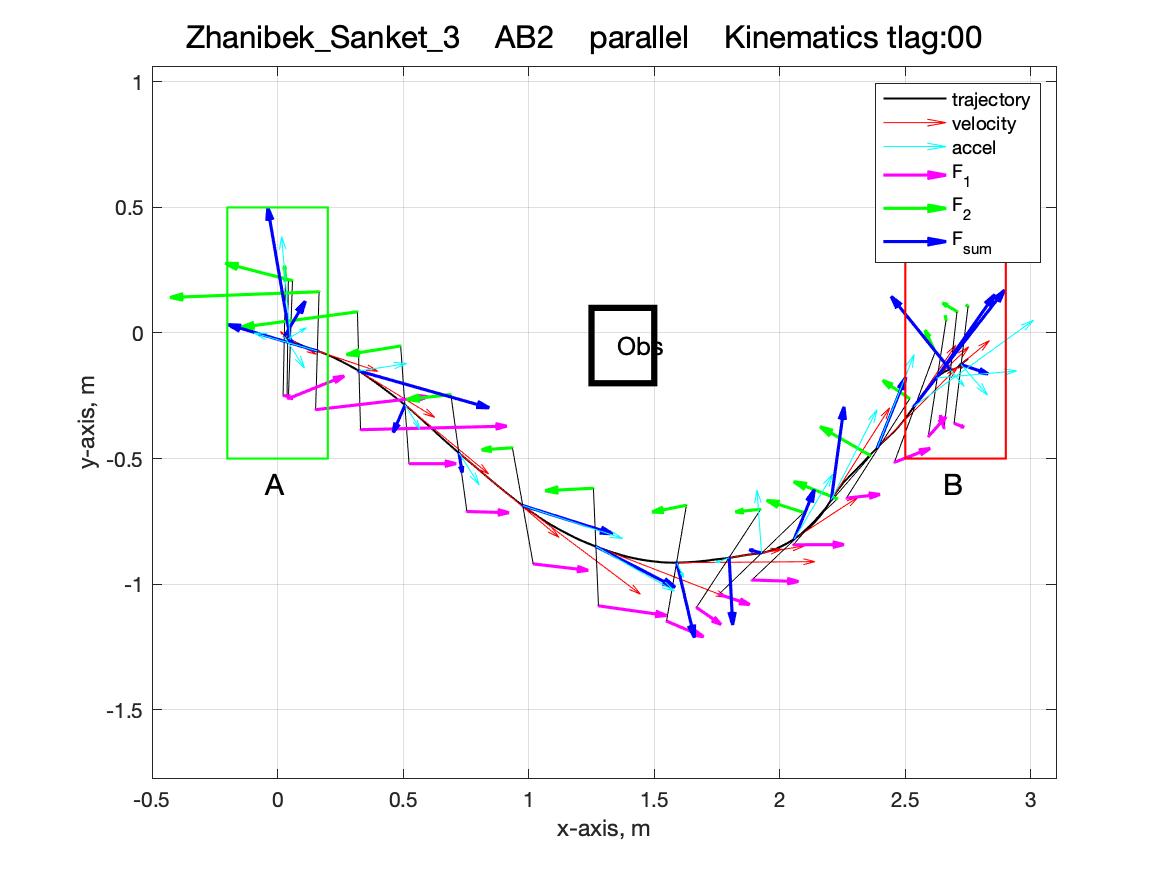 Zhanibek_Sanket_3 AB2 parallel Kinematics tlag:00
trajectory
velocity
accel
F1
F2
Fsum
Obs
A
B
1
0.5
0
-0.5
-1
-1.5
y-axis, m
-0.5 0 0.5 1 1.5 2 2.5 3
x-axis, m